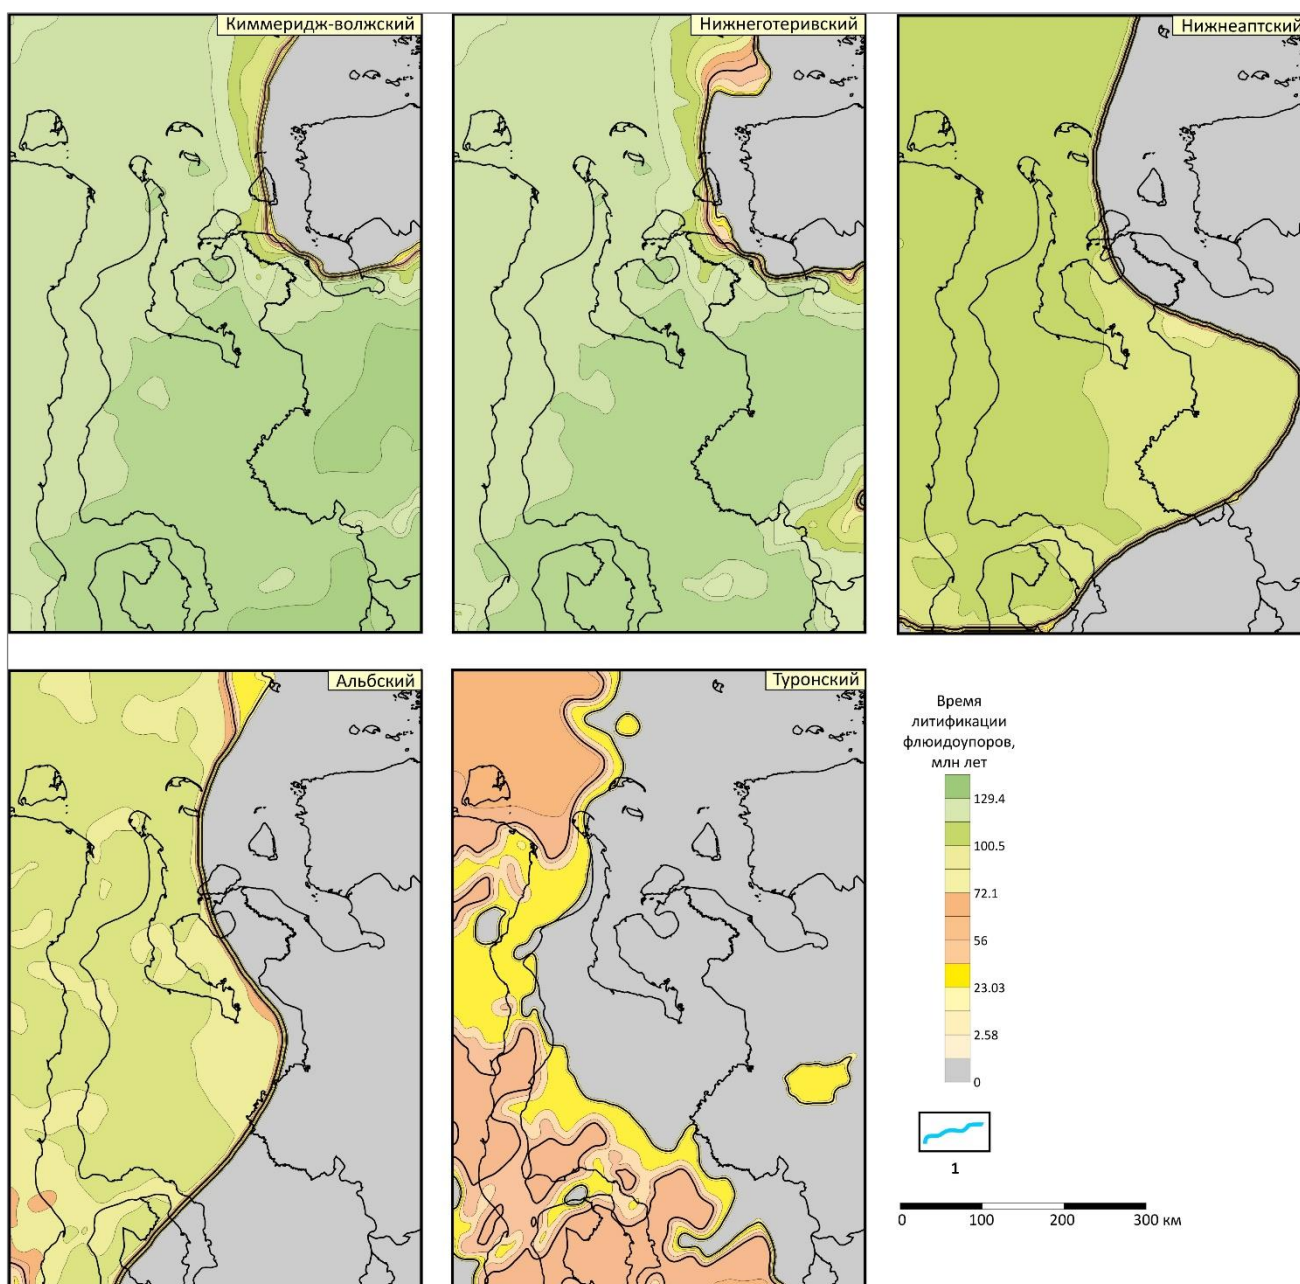 Киммеридж-волжский
Нижнеготеривский
Нижнеаптский
Альбский
Туронский
Время
литификации
флюидоупоров,
млн лет
129.4
100.5
72.1
56
23.03
2.58
0
1
0 100 200 300 км